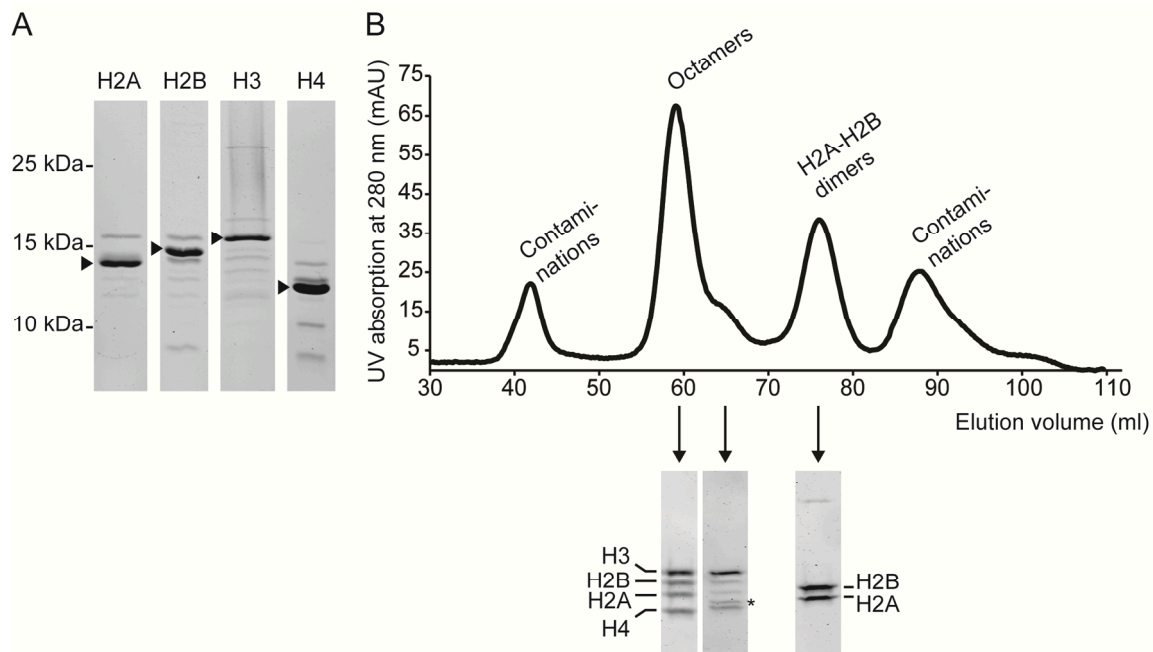 A
H2A
H2B
H3
H4
25 kDa
15 kDa
10 kDa
B
UV absorption at 280 nm (mAU)
75
65
55
45
35
25
15
5
30
40
50
60
70
80
90
100
110
Elution volume (ml)
Contami-
nations
Octamers
H2A-H2B
dimers
Contami-
nations
H3
H2B
H2A
H4
*
H2B
H2A